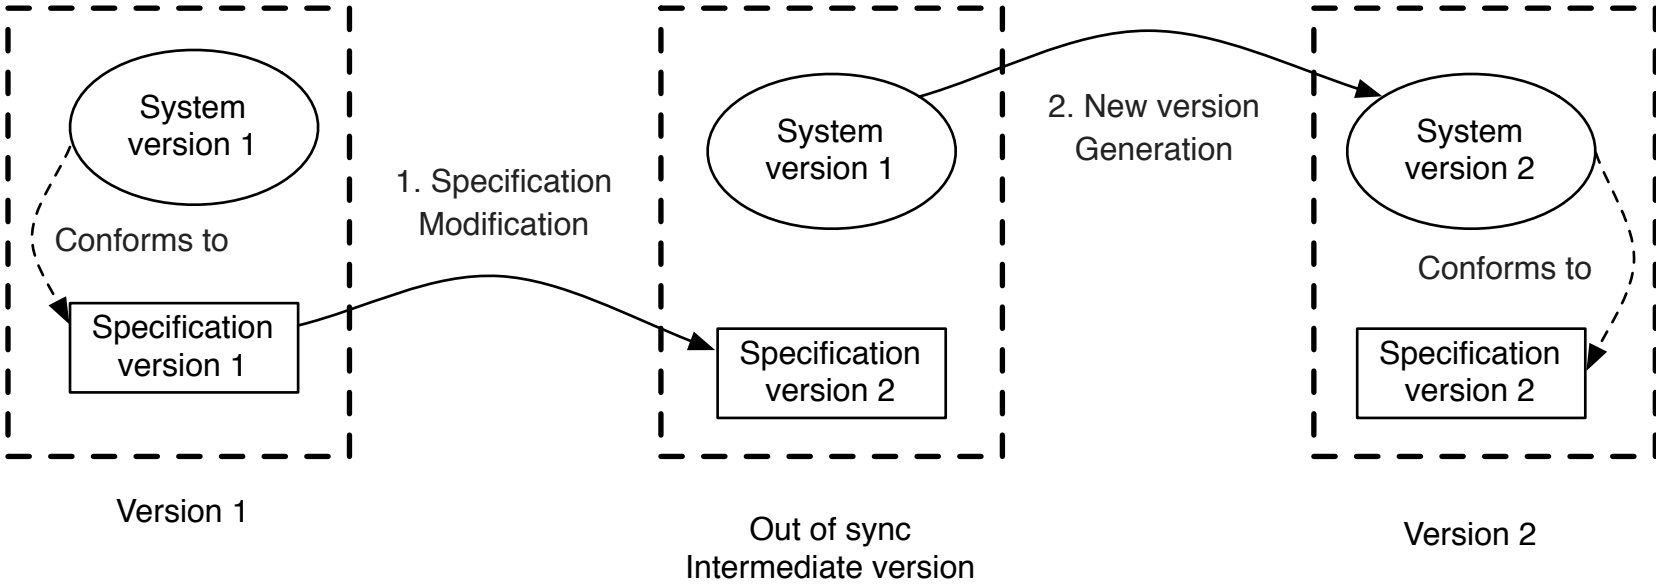 System
version 1
Conforms to
Specification
version 1
Version 1
1. Specification
Modification
System
version 1
Specification
version 2
Out of sync
Intermediate version
2. New version
Generation
System
version 2
Conforms to
Specification
version 2
Version 2